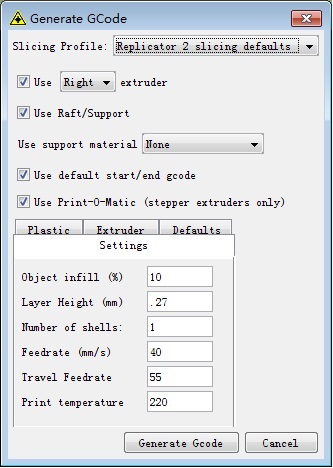 Generate GCode
Slicing Profile: Replicator 2 slicing defaults
Use Right extruder
Use Raft/Support
Use support material None
Use default start/end gcode
Use Print-O-Matic (stepper extruders only)
Plastic Extruder Defaults
Settings
Object infill (%) 10
Layer Height (mm) .27
Number of shells: 1
Feedrate (mm/s) 40
Travel Feedrate 55
Print temperature 220
Generate Gcode Cancel